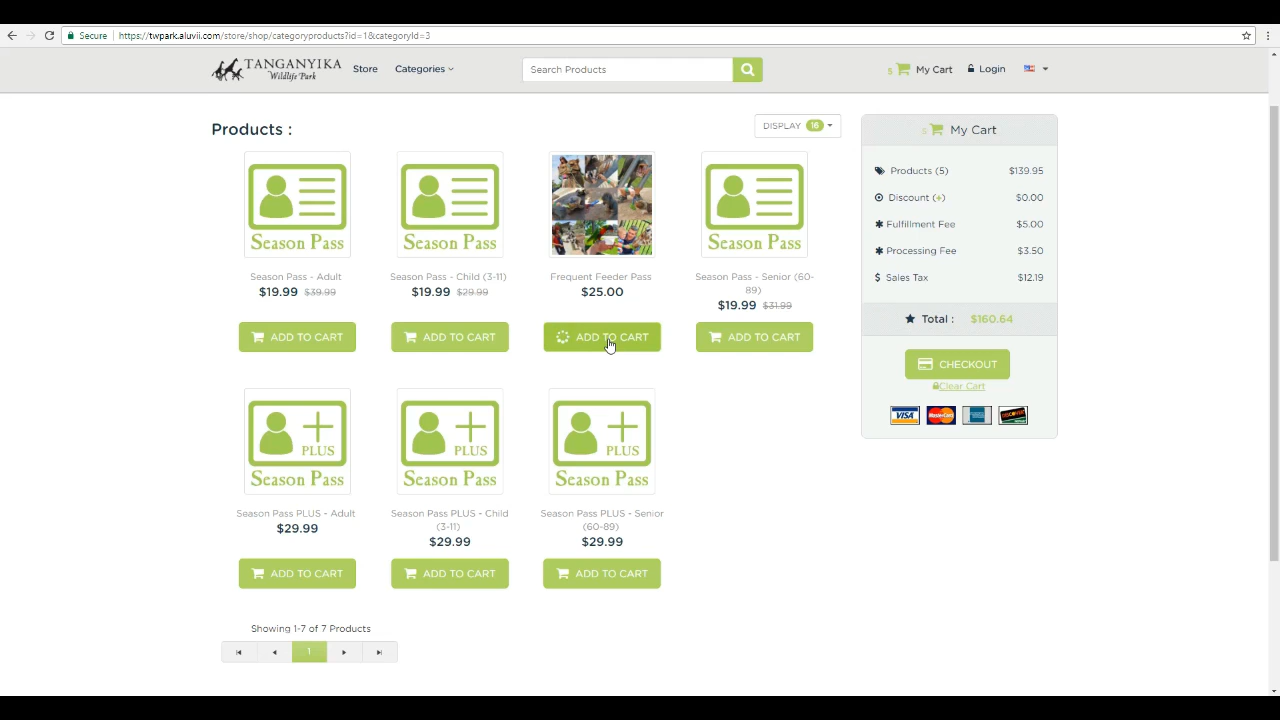 Secure
https://twpark.aluvii.com/store/shop/categoryproducts?id=1&categoryId=3
TANGANYIKA
Wildlife Park
Store
Categories
Search Products
5 My Cart
Login
Products :
DISPLAY 16
Season Pass
Season Pass
Season Pass
Season Pass - Adult
Season Pass - Child (3-11)
Frequent Feeder Pass
Season Pass - Senior (60-
89)
$19.99 $39.99
$19.99 $29.99
$25.00
$19.99 $31.99
ADD TO CART
ADD TO CART
ADD TO CART
ADD TO CART
PLUS
Season Pass
PLUS
Season Pass
PLUS
Season Pass
Season Pass PLUS - Adult
$29.99
Season Pass PLUS - Child
(3-11)
$29.99
Season Pass PLUS - Senior
(60-89)
$29.99
ADD TO CART
ADD TO CART
ADD TO CART
Showing 1-7 of 7 Products
1
My Cart
Products (5) $139.95
Discount (+) $0.00
Fulfillment Fee $5.00
Processing Fee $3.50
Sales Tax $12.19
Total : $160.64
CHECKOUT
Clear Cart
VISA
MasterCard
DISCOVER